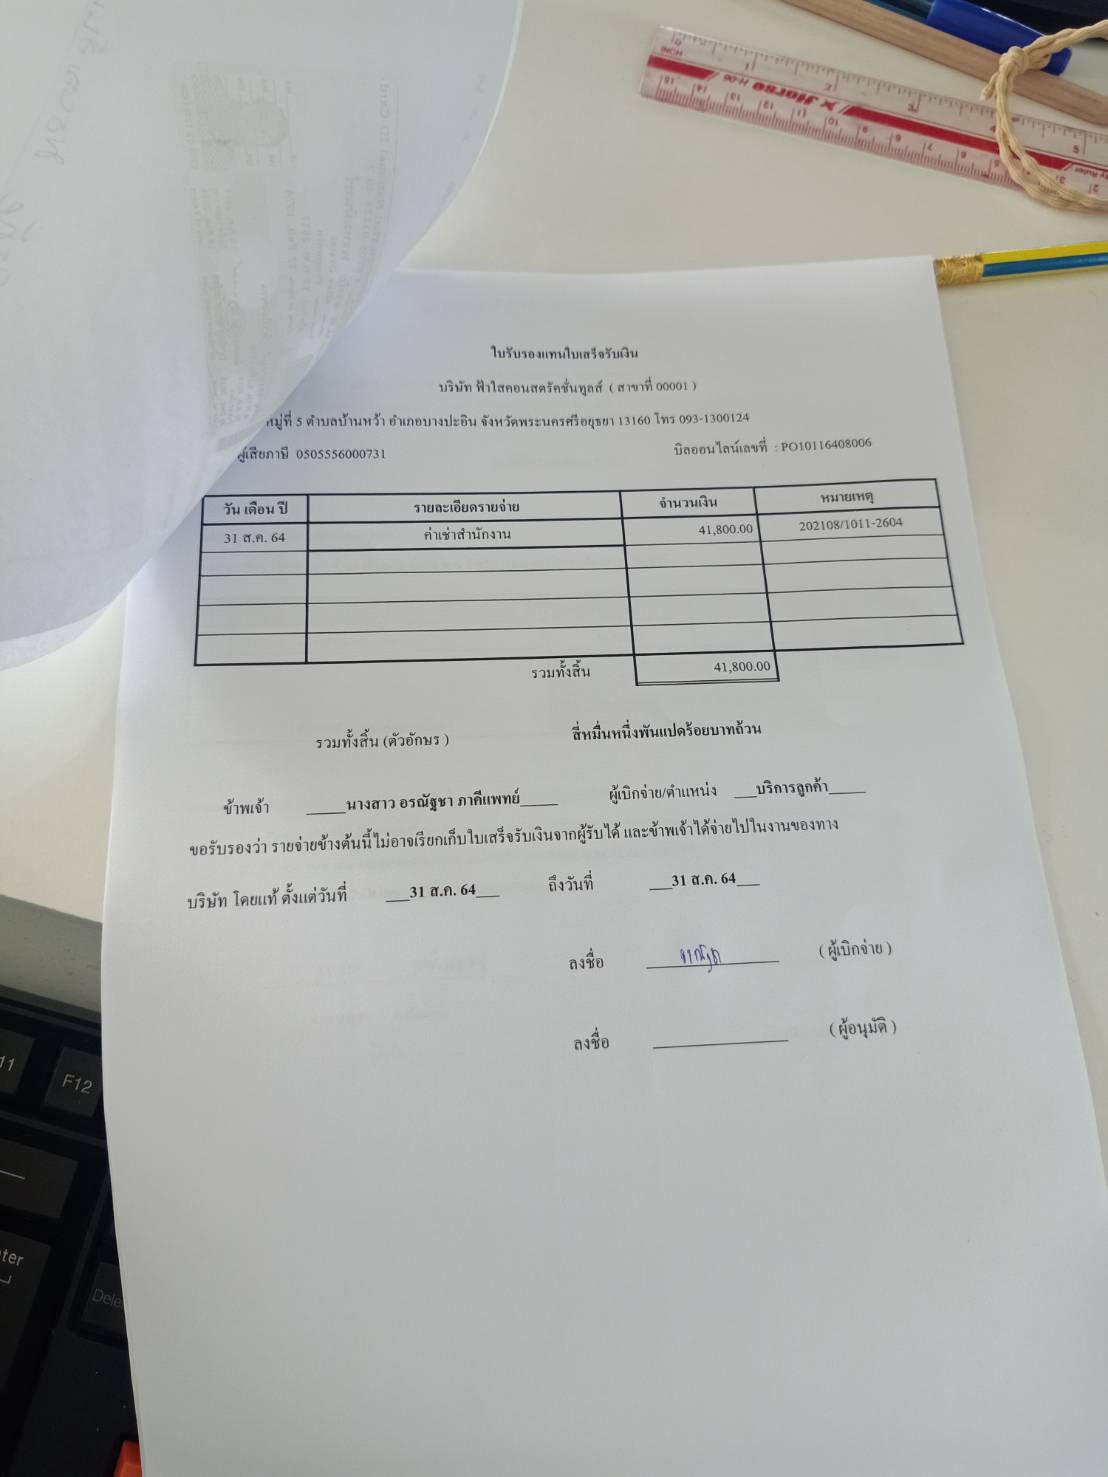 ใบรับรองแทนใบเสร็จรับเงิน
บริษัท ฟ้าใสคอนสตรัคชั่นทูลส์ ( สาขาที่ 00001 )
หมู่ที่ 5 ตำบลบ้านหว้า อำเภอบางปะอิน จังหวัดพระนครศรีอยุธยา 13160 โทร 093-1300124
ผู้เสียภาษี 0505556000731 บิลออนไลน์เลขที่ : PO10116408006
วัน เดือน ปี รายละเอียดรายจ่าย จำนวนเงิน หมายเหตุ
31 ส.ค. 64 ค่าเช่าสำนักงาน 41,800.00 202108/1011-2604
รวมทั้งสิ้น 41,800.00
รวมทั้งสิ้น (ตัวอักษร ) สี่หมื่นหนึ่งพันแปดร้อยบาทถ้วน
ข้าพเจ้า ____นางสาว อรณัฐชา ภาคีแพทย์____ ผู้เบิกจ่าย/ตำแหน่ง ___บริการลูกค้า____
ขอรับรองว่า รายจ่ายข้างต้นนี้ไม่อาจเรียกเก็บใบเสร็จรับเงินจากผู้รับได้ และข้าพเจ้าได้จ่ายไปในงานของทาง
บริษัท โดยแท้ ตั้งแต่วันที่ ___31 ส.ค. 64___ ถึงวันที่ ___31 ส.ค. 64___
ลงชื่อ ( ผู้เบิกจ่าย )
ลงชื่อ ( ผู้อนุมัติ )
F12
Dele
ter
x Horse
INCH